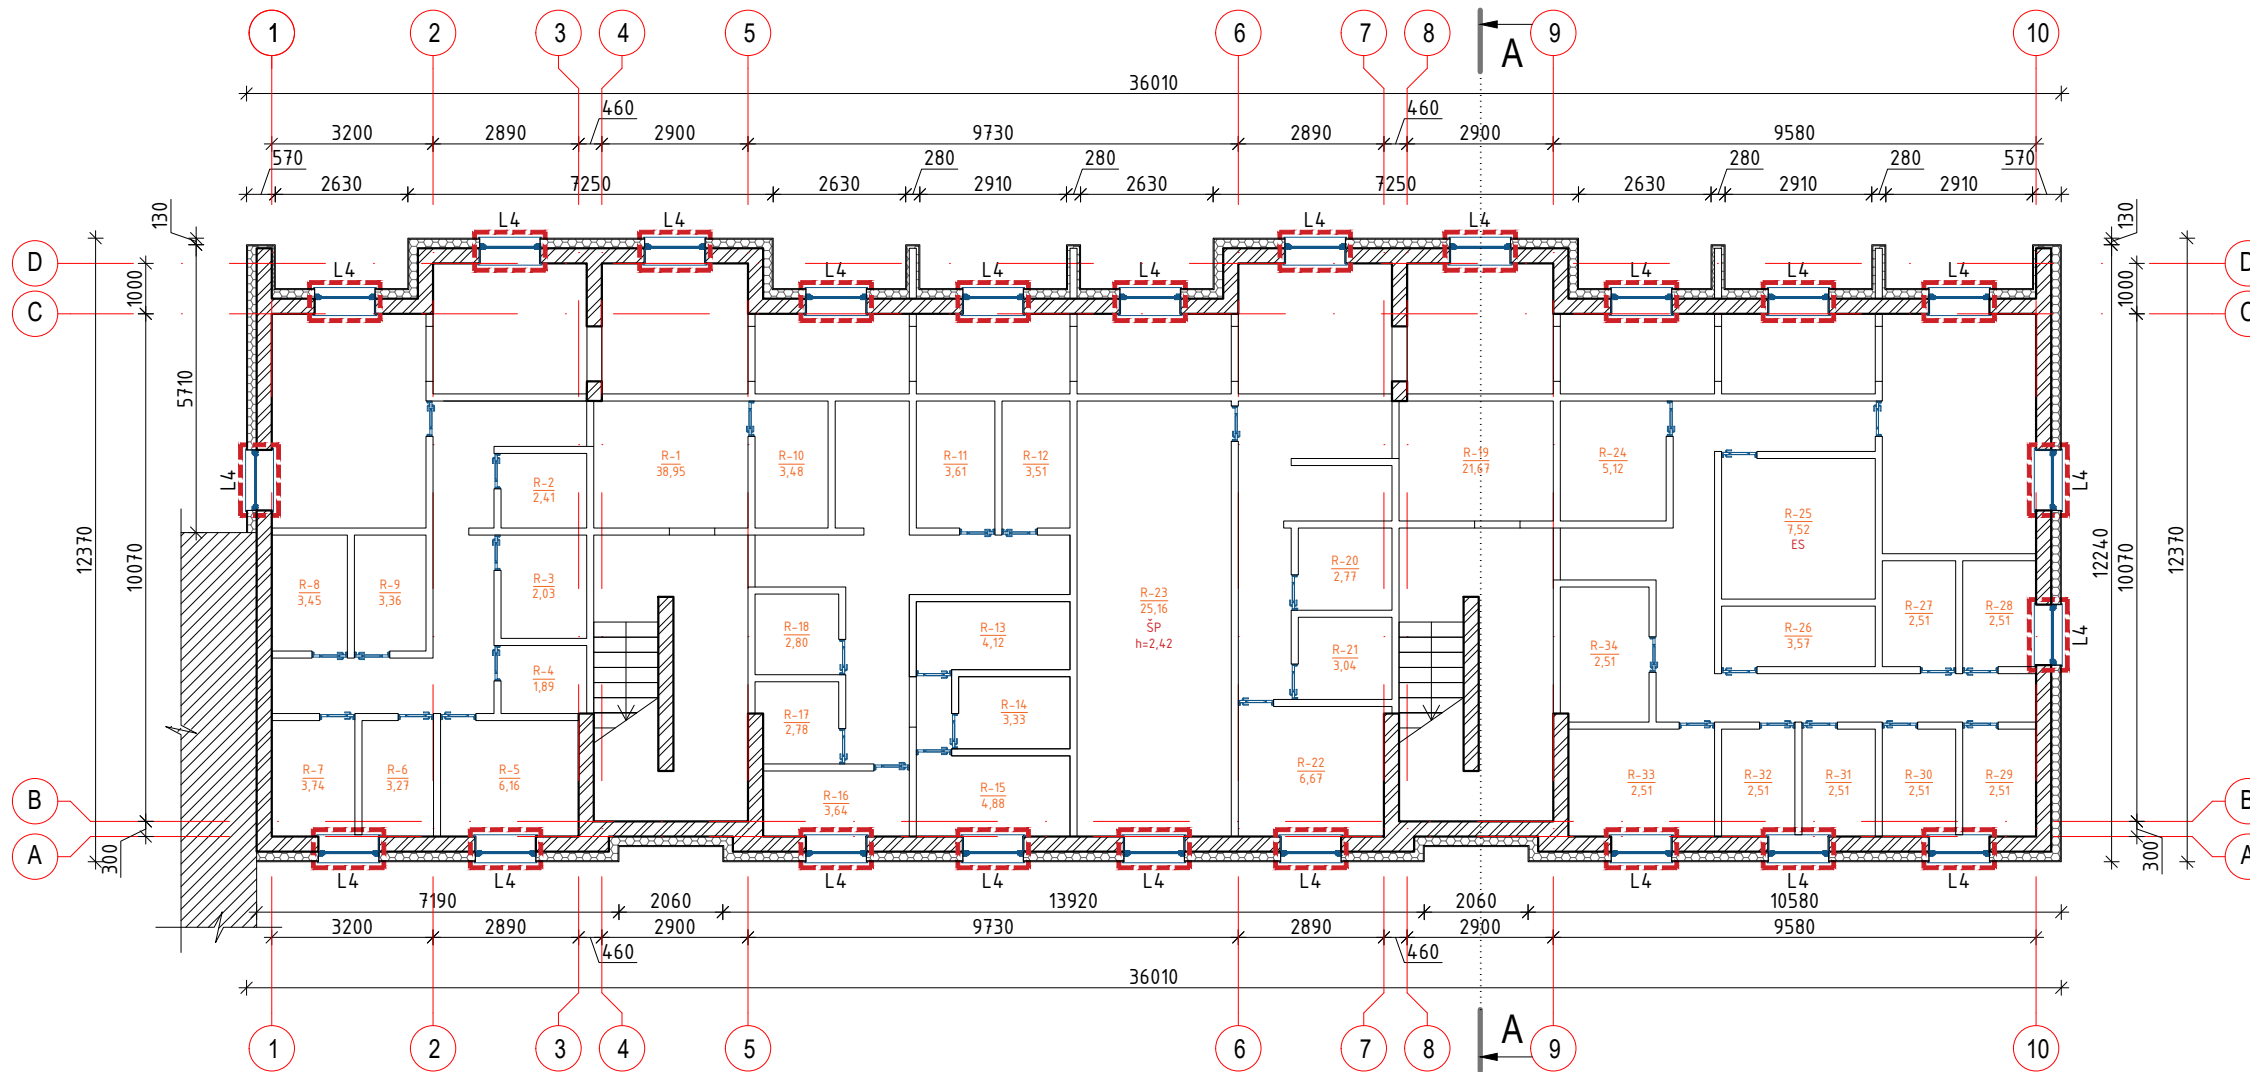 1 2 3 4 5 6 7 8 A 9 10
36010
460 460
3200 2890 2900 9730 2890 2900 9580
570 280 280 280 280 570
2630 7250 2630 2910 2630 7250 2630 2910 2910
130 L4 L4 L4 L4 130
D D
L4 L4 L4 L4 L4 L4 L4
1000 1000
C C
5710
L4 L4
R-1
38,95
R-10
3,48
R-11
3,61
R-12
3,51
R-19
21,67
R-24
5,12
R-2
2,41
R-25
7,52
ES
12370 10070 12240 10070 12370
R-20
2,77
R-8
3,45
R-9
3,36
R-3
2,03
R-23
25,16
ŠP
h=2,42
R-27
2,51
R-28
2,51
R-18
2,80
R-13
4,12
R-26
3,57
L4
R-21
3,04
R-34
2,51
R-4
1,89
R-14
3,33
R-17
2,78
R-7
3,74
R-6
3,27
R-5
6,16
R-22
6,67
R-33
2,51
R-32
2,51
R-31
2,51
R-30
2,51
R-29
2,51
R-16
3,64
R-15
4,88
B B
A A
300 300
L4 L4 L4 L4 L4 L4 L4 L4 L4
7190 2060 13920 2060 10580
3200 2890 2900 9730 2890 2900 9580
460 460
36010
1 2 3 4 5 6 7 8 A 9 10